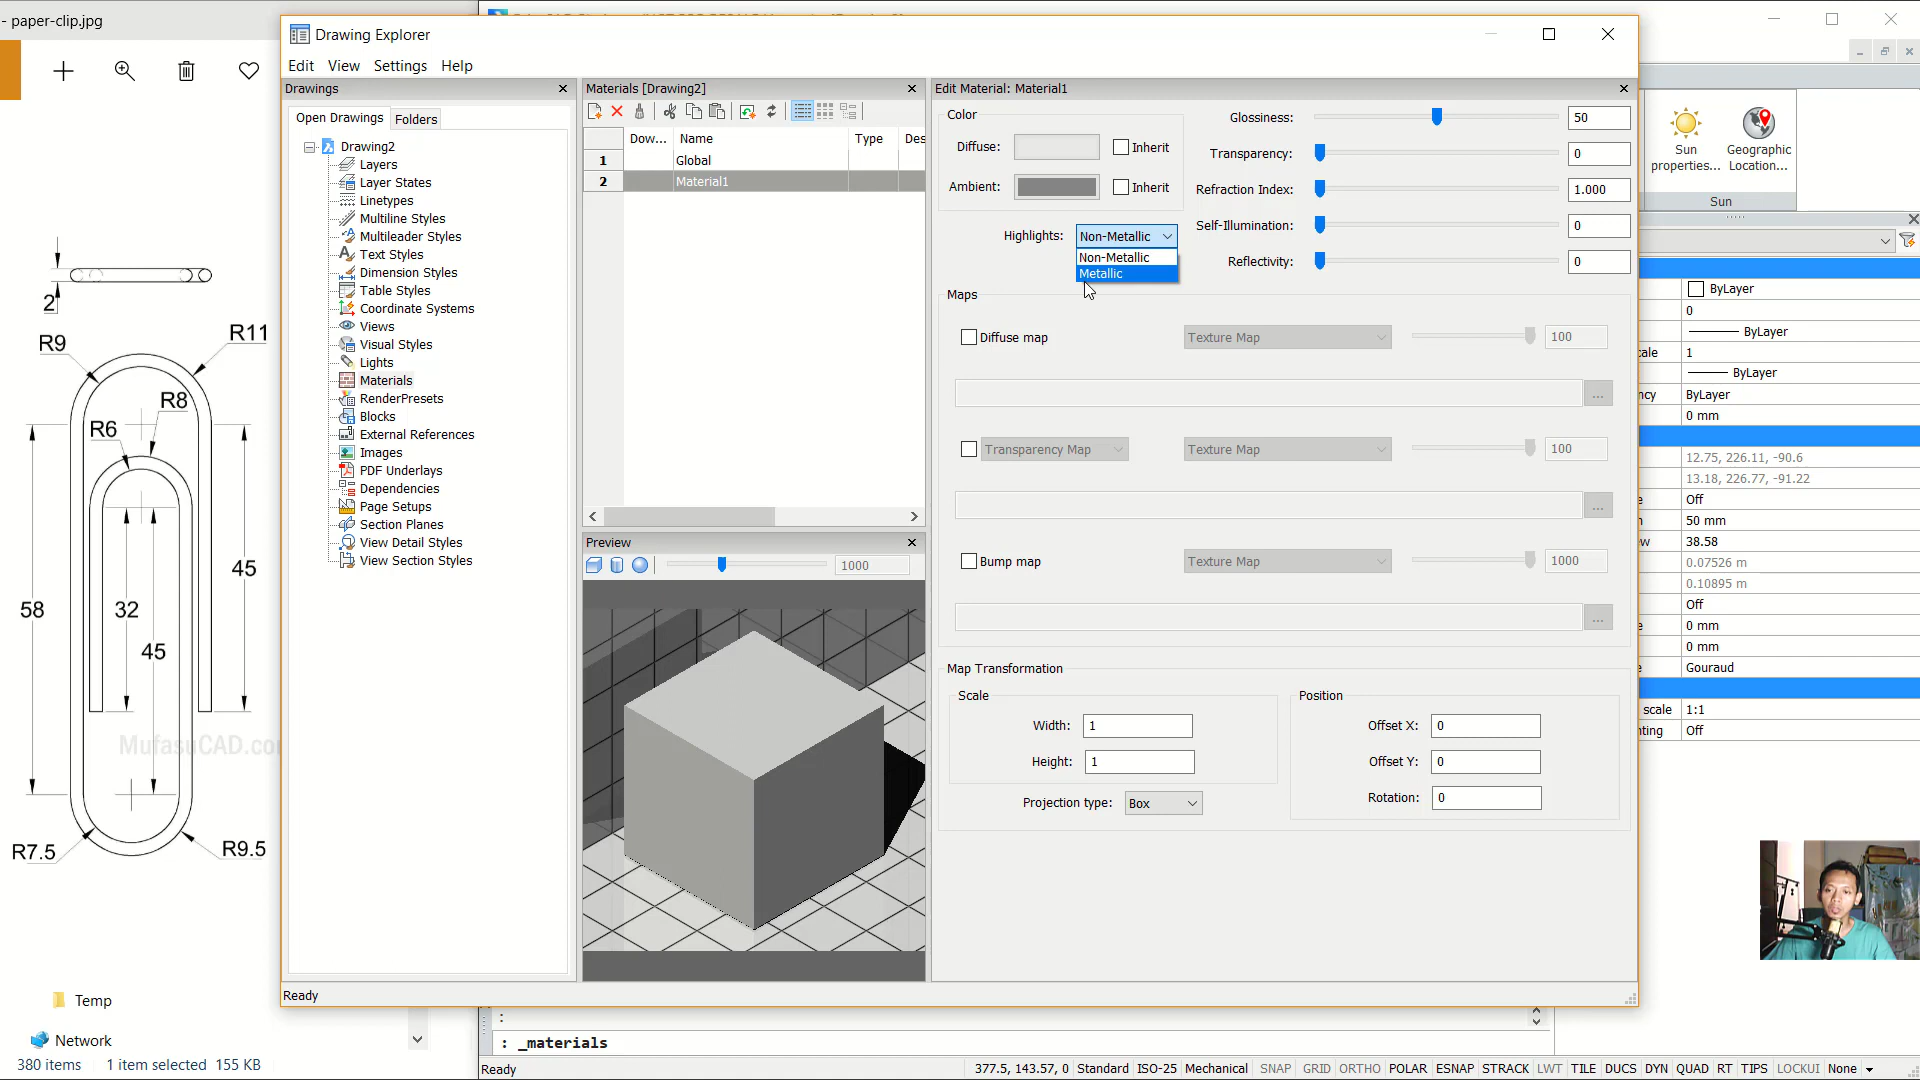 - paper-clip.jpg
Drawing Explorer
Edit View Settings Help
Drawings
Materials [Drawing2]
Edit Material: Material1
Open Drawings
Folders
Drawing2
Layers
Layer States
Linetypes
Multiline Styles
Multileader Styles
Text Styles
Dimension Styles
Table Styles
Coordinate Systems
Views
Visual Styles
Lights
Materials
RenderPresets
Blocks
External References
Images
PDF Underlays
Dependencies
Page Setups
Section Planes
View Detail Styles
View Section Styles
Dow... Name Type Des
1 Global
2 Material1
Preview
1000
Color
Diffuse: Inherit
Ambient: Inherit
Highlights: Non-Metallic
Non-Metallic
Metallic
Glossiness: 50
Transparency: 0
Refraction Index: 1.000
Self-Illumination: 0
Reflectivity: 0
Maps
Diffuse map Texture Map 100
...
Transparency Map Texture Map 100
...
Bump map Texture Map 1000
...
Map Transformation
Scale
Width: 1
Height: 1
Projection type: Box
Position
Offset X: 0
Offset Y: 0
Rotation: 0
Ready
2
R9
R11
R8
R6
58
32
45
45
MufasuCAD.co
R7.5
R9.5
Temp
Network
380 items 1 item selected 155 KB
Sun
properties...
Geographic
Location...
Sun
ByLayer
0
ByLayer
cale 1
ByLayer
ncy ByLayer
0 mm
12.75, 226.11, -90.6
13.18, 226.77, -91.22
e Off
50 mm
w 38.58
0.07526 m
0.10895 m
Off
e 0 mm
0 mm
e Gouraud
scale 1:1
nting Off
:
: _materials
Ready
377.5, 143.57, 0 Standard ISO-25 Mechanical SNAP GRID ORTHO POLAR ESNAP STRACK LWT TILE DUCS DYN QUAD RT TIPS LOCKUI None